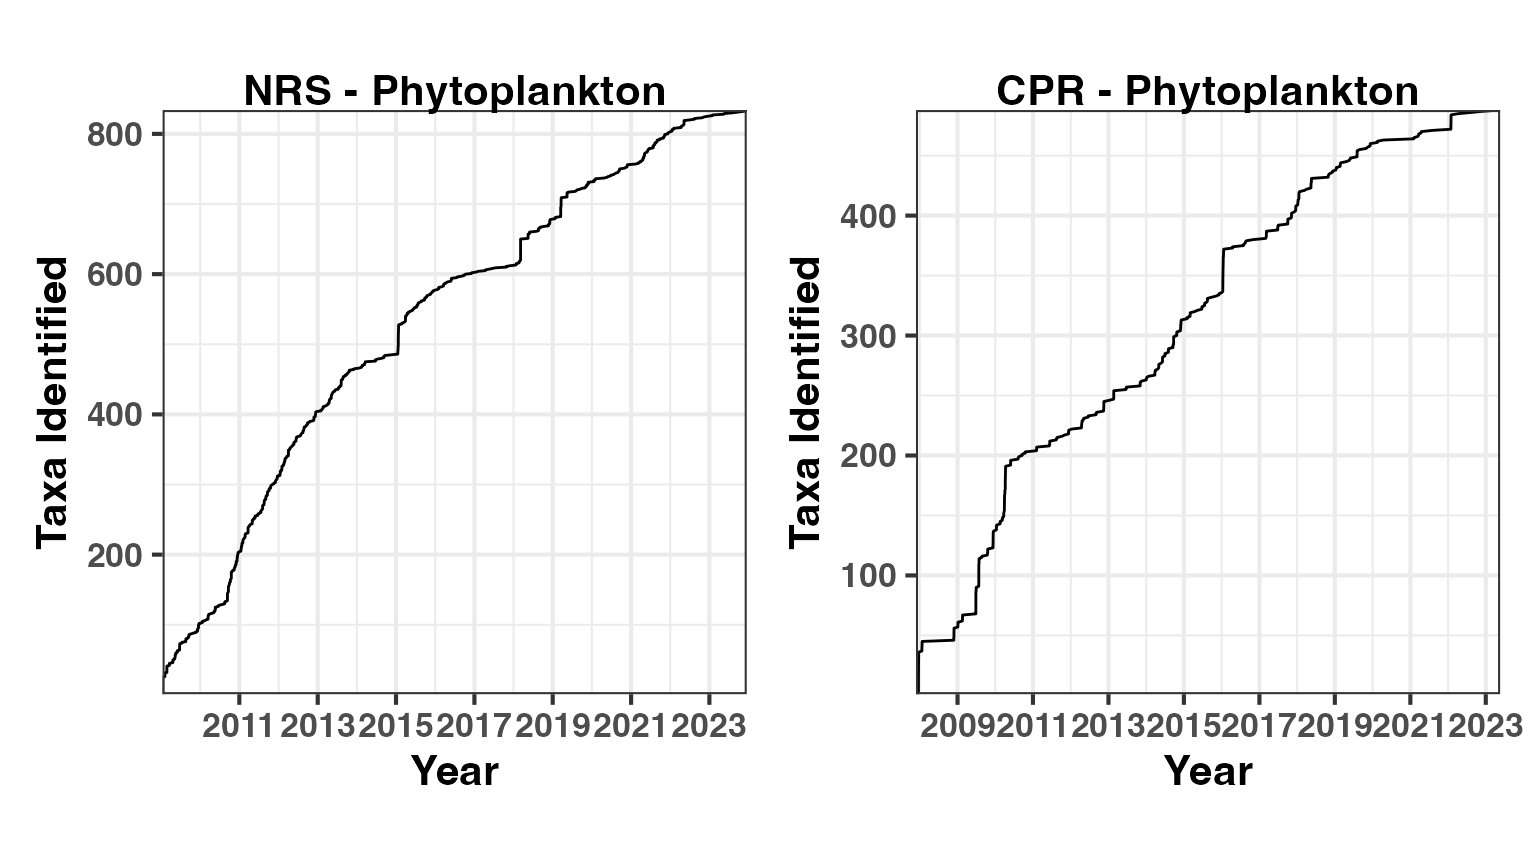 NRS - Phytoplankton
Taxa Identified
800
600
400
200
2011 2013 2015 2017 2019 2021 2023
Year
CPR - Phytoplankton
Taxa Identified
400
300
200
100
2009 2011 2013 2015 2017 2019 2021 2023
Year